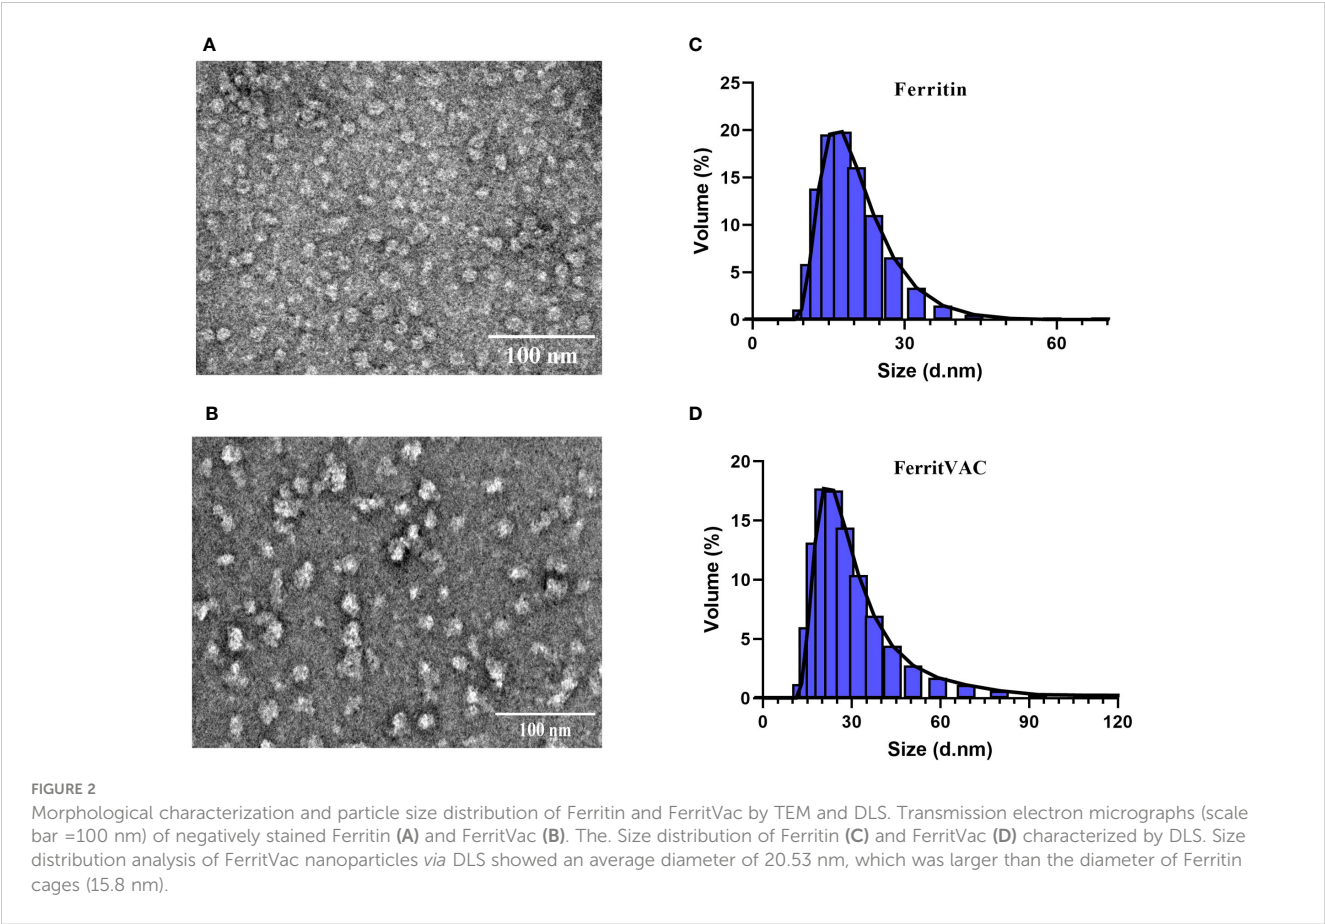 A
100 nm
B
100 nm
C
Ferritin
25
20
15
10
5
0
Volume (%)
0 30 60
Size (d.nm)
D
FerritVAC
20
15
10
5
0
Volume (%)
0 30 60 90 120
Size (d.nm)
FIGURE 2
Morphological characterization and particle size distribution of Ferritin and FerritVac by TEM and DLS. Transmission electron micrographs (scale
bar =100 nm) of negatively stained Ferritin (A) and FerritVac (B). The. Size distribution of Ferritin (C) and FerritVac (D) characterized by DLS. Size
distribution analysis of FerritVac nanoparticles via DLS showed an average diameter of 20.53 nm, which was larger than the diameter of Ferritin
cages (15.8 nm).